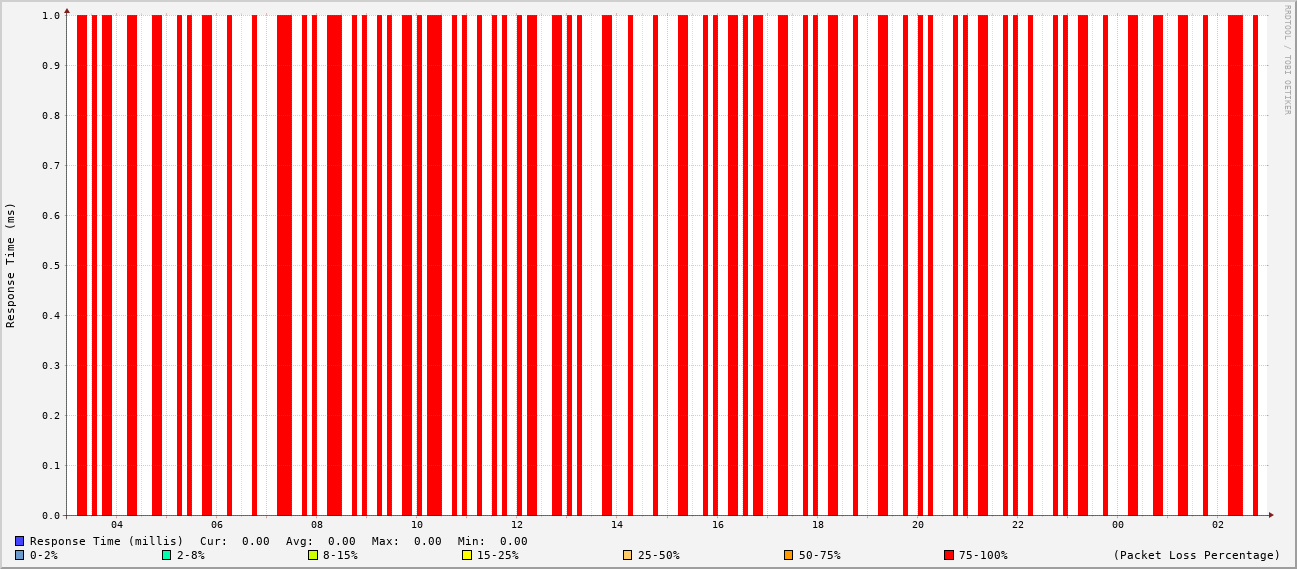 RRDTOOL / TOBI OETIKER
Response Time (ms)
1.0
0.9
0.8
0.7
0.6
0.5
0.4
0.3
0.2
0.1
0.0
04 06 08 10 12 14 16 18 20 22 00 02
Response Time (millis) Cur: 0.00 Avg: 0.00 Max: 0.00 Min: 0.00
0-2% 2-8% 8-15% 15-25% 25-50% 50-75% 75-100% (Packet Loss Percentage)